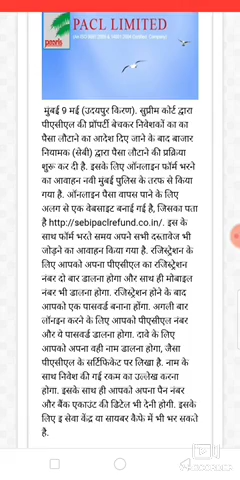 PACL LIMITED
pearls
मुंबई 9 मई (उदयपुर किरण). सुप्रीम कोर्ट द्वारा
पीएसीएल की प्रॉपर्टी बेचकर निवेशकों का का
पैसा लौटाने का आदेश दिए जाने के बाद बाजार
नियामक (सेबी) द्वारा पैसा लौटाने की प्रक्रिया
शुरू कर दी है. इसके लिए ऑनलाइन फॉर्म भरने
का आवाहन नवी मुंबई पुलिस के तरफ से किया
गया है. ऑनलाइन पैसा वापस पाने के लिए
अलग से एक वेबसाइट बनाई गई है, जिसका पता
है http://sebipaclrefund.co.in/. इस के
साथ फॉर्म भरते समय अपने सभी दस्तावेज भी
जोड़ने का आवाहन किया गया है. रजिस्ट्रेशन के
लिए आपको अपना पीएसीएल का रजिस्ट्रेशन
नंबर दो बार डालना होगा और साथ ही मोबाइल
नंबर भी डालना होगा. रजिस्ट्रेशन होने के बाद
आपको एक पासवर्ड बनाना होंगा. अगली बार
लॉनइन करने के लिए आपको पीएसीएल नंबर
और ये पासवर्ड डालना होगा. दावे के लिए
आपको अपना वही नाम डालना होगा, जैसा
पीएसीएल के सर्टिफिकेट पर लिखा है. नाम के
साथ निवेश की गई रकम का उल्लेख करना
होगा. इसके साथ ही आपको अपना पैन नंबर
और बैंक एकाउंट की डिटेल भी देनी होगी. इसके
लिए इ सेवा केंद्र या सायबर कैफे में भी भर सकते
है.